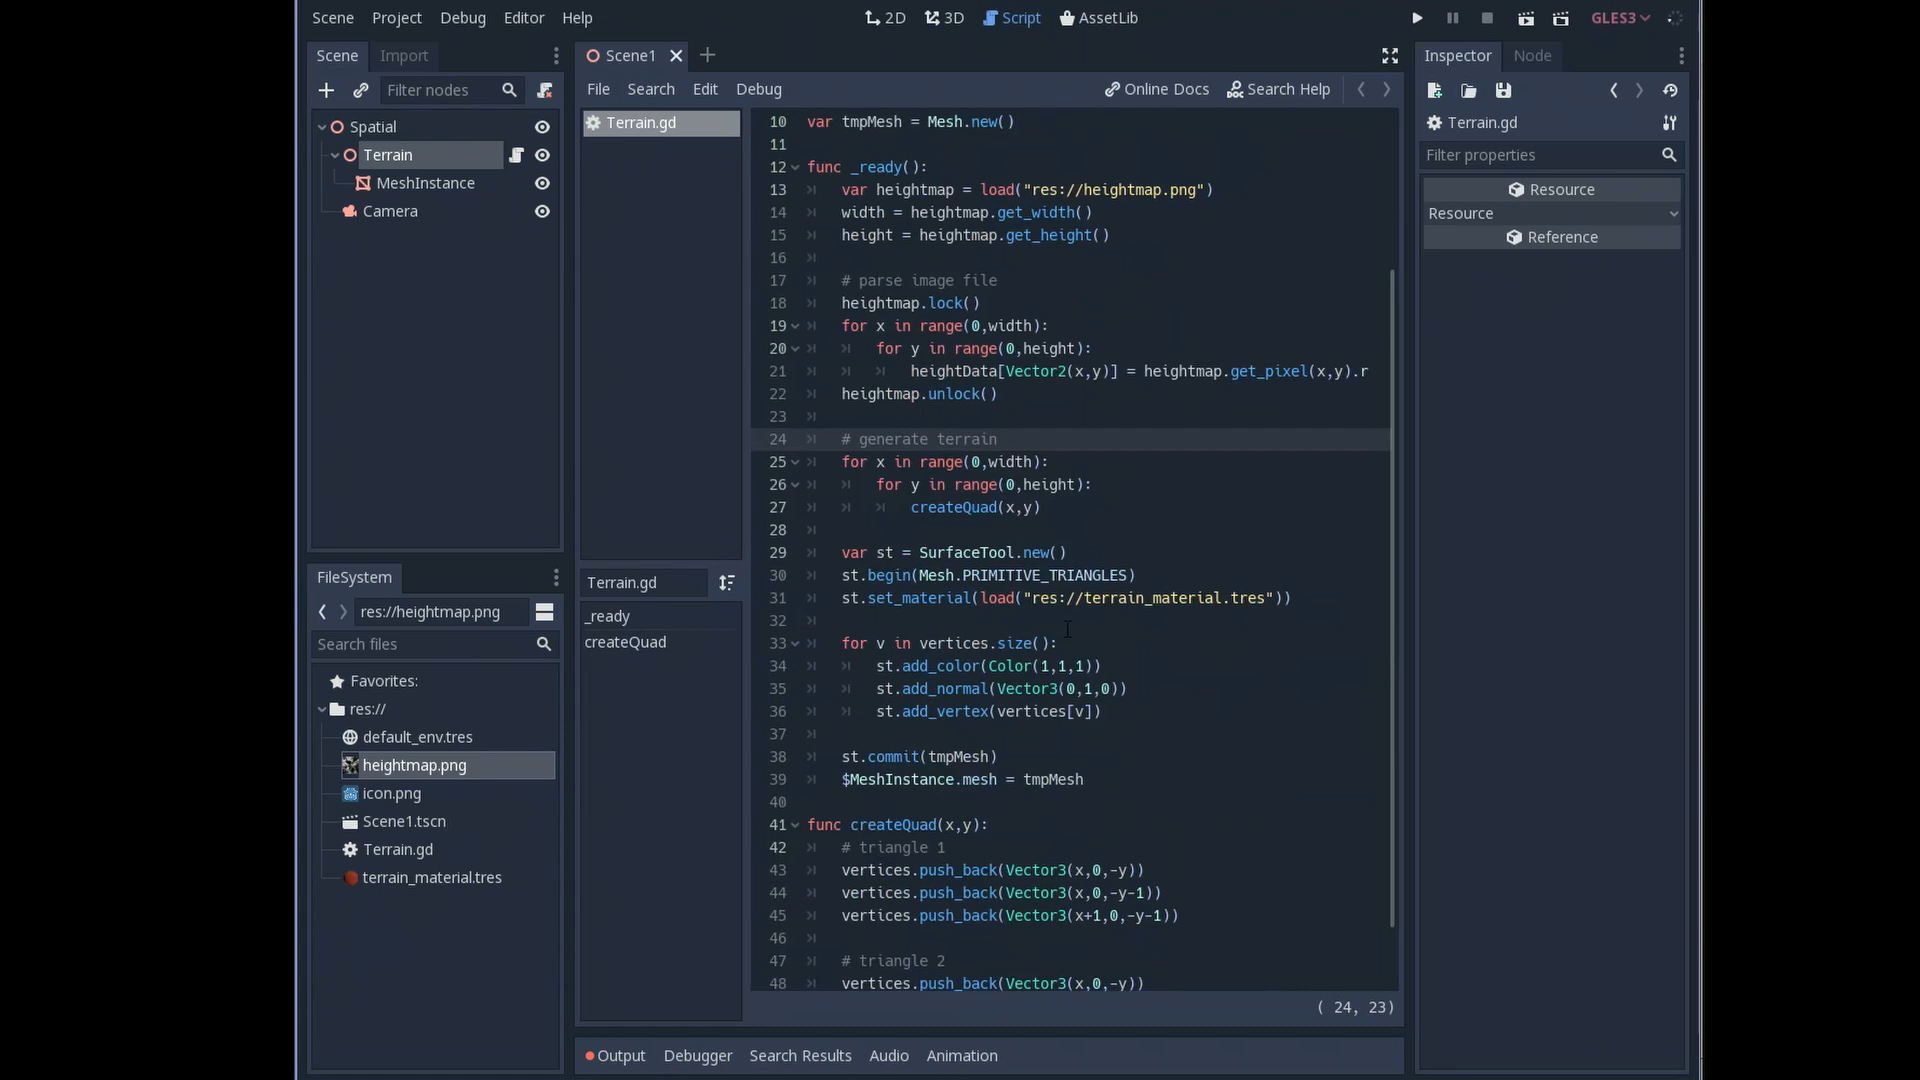 Scene Project Debug Editor Help 2D 3D Script AssetLib GLES3
Scene Import
Filter nodes
Spatial
Terrain
MeshInstance
Camera
FileSystem
res://heightmap.png
Search files
Favorites:
res://
default_env.tres
heightmap.png
icon.png
Scene1.tscn
Terrain.gd
terrain_material.tres
Scene1
File Search Edit Debug Online Docs Search Help
Terrain.gd
Terrain.gd
_ready
createQuad
10 var tmpMesh = Mesh.new()
11
12 func _ready():
13 var heightmap = load("res://heightmap.png")
14 width = heightmap.get_width()
15 height = heightmap.get_height()
16
17 # parse image file
18 heightmap.lock()
19 for x in range(0,width):
20 for y in range(0,height):
21 heightData[Vector2(x,y)] = heightmap.get_pixel(x,y).r
22 heightmap.unlock()
23
24 # generate terrain
25 for x in range(0,width):
26 for y in range(0,height):
27 createQuad(x,y)
28
29 var st = SurfaceTool.new()
30 st.begin(Mesh.PRIMITIVE_TRIANGLES)
31 st.set_material(load("res://terrain_material.tres"))
32
33 for v in vertices.size():
34 st.add_color(Color(1,1,1))
35 st.add_normal(Vector3(0,1,0))
36 st.add_vertex(vertices[v])
37
38 st.commit(tmpMesh)
39 $MeshInstance.mesh = tmpMesh
40
41 func createQuad(x,y):
42 # triangle 1
43 vertices.push_back(Vector3(x,0,-y))
44 vertices.push_back(Vector3(x,0,-y-1))
45 vertices.push_back(Vector3(x+1,0,-y-1))
46
47 # triangle 2
48 vertices.push_back(Vector3(x,0,-y))
( 24, 23)
Output Debugger Search Results Audio Animation
Inspector Node
Terrain.gd
Filter properties
Resource
Resource
Reference